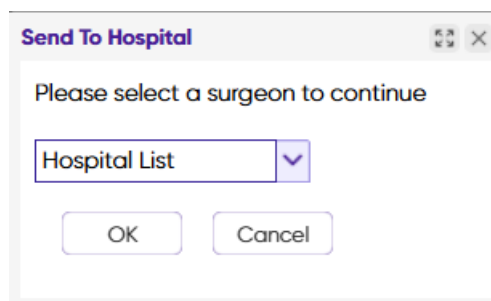 Send To Hospital
Please select a surgeon to continue
Hospital List
OK Cancel